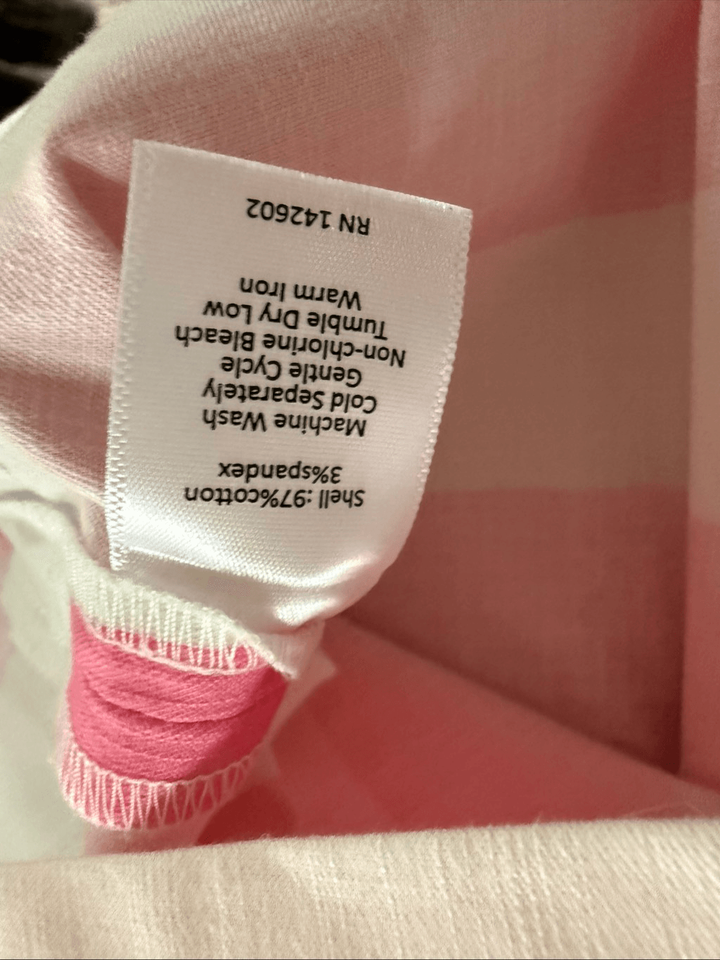 Shell:97%cotton
3%spandex
Machine Wash
Cold Separately
Gentle Cycle
Non-chlorine Bleach
Tumble Dry Low
Warm Iron
RN 142602